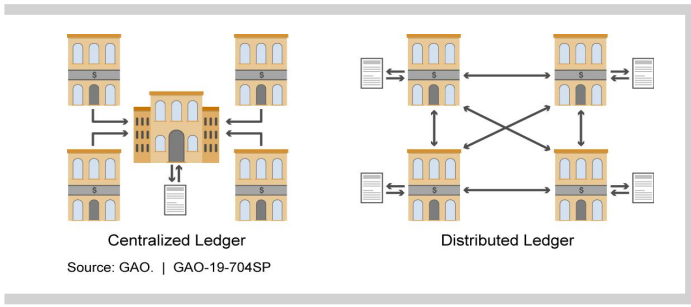 $ $ $ $
$ $ $ $
Centralized Ledger Distributed Ledger
Source: GAO. | GAO-19-704SP